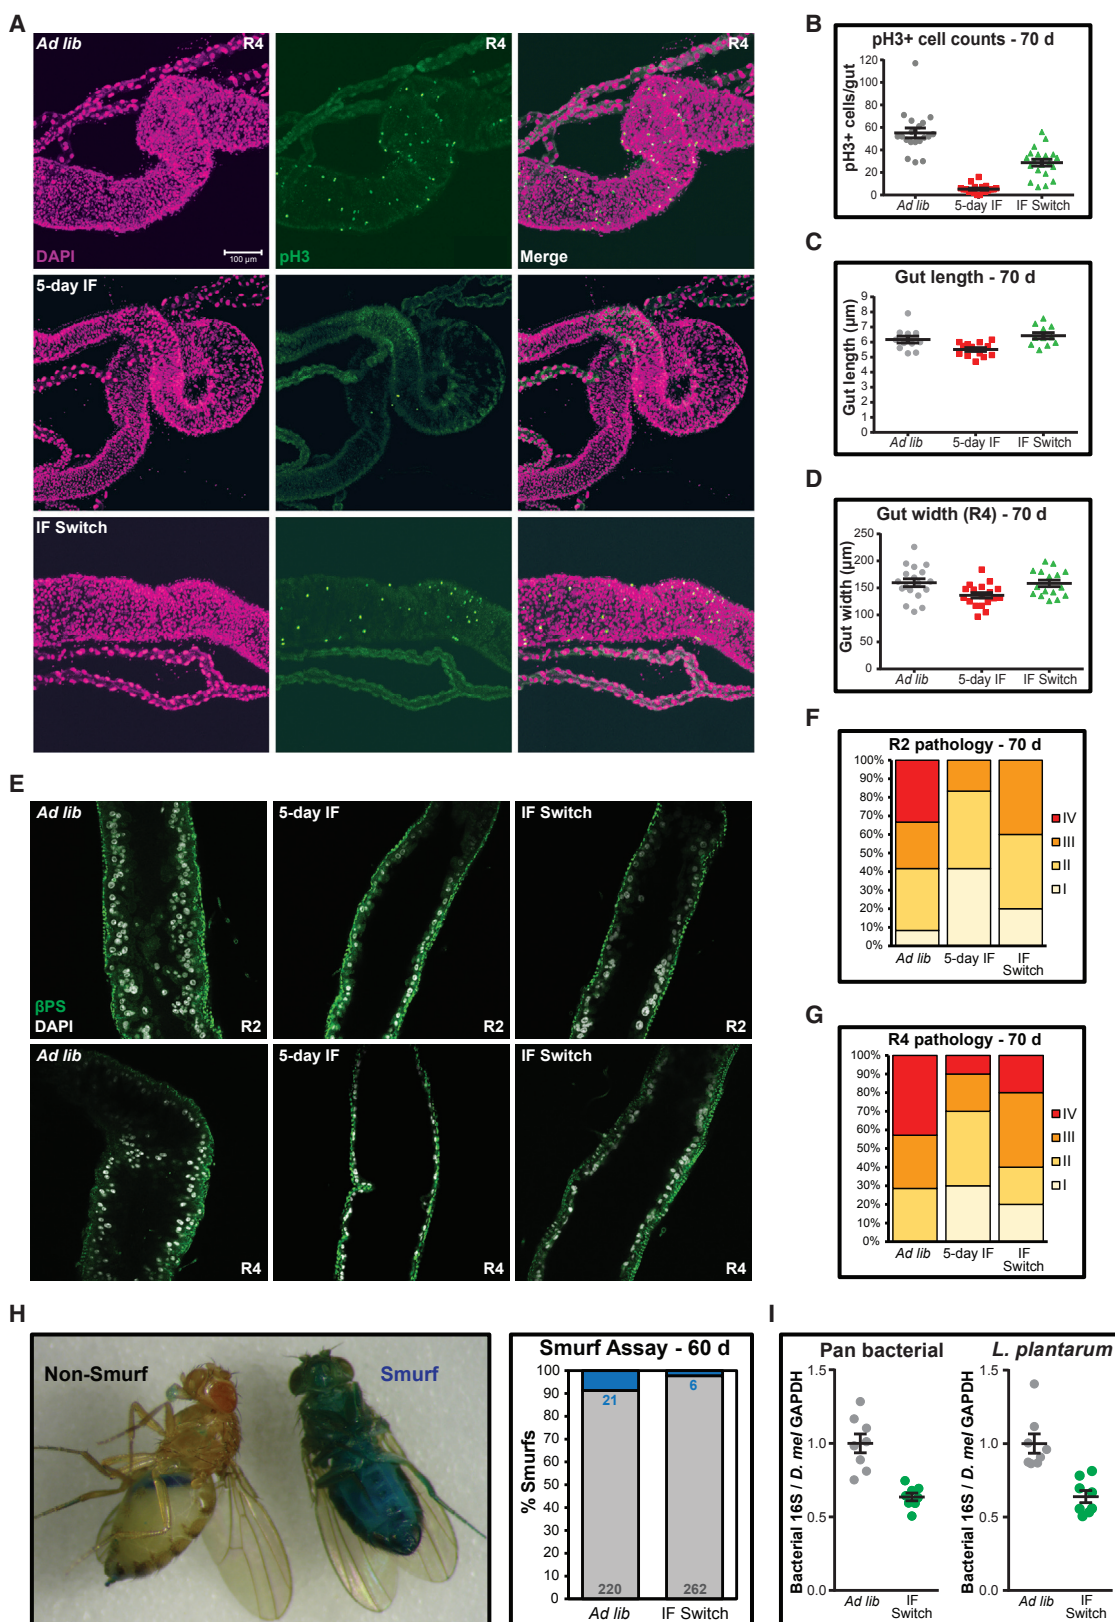 A
Ad lib
R4
R4
R4
DAPI
100 µm
pH3
Merge
5-day IF
IF Switch
B
pH3+ cell counts - 70 d
pH3+ cells/gut
120
100
80
60
40
20
0
Ad lib
5-day IF
IF Switch
C
Gut length - 70 d
Gut length (µm)
9
8
7
6
5
4
3
2
1
0
Ad lib
5-day IF
IF Switch
D
Gut width (R4) - 70 d
Gut width (µm)
250
200
150
100
50
0
Ad lib
5-day IF
IF Switch
E
Ad lib
βPS
DAPI
R2
5-day IF
R2
IF Switch
R2
Ad lib
R4
5-day IF
R4
IF Switch
R4
F
R2 pathology - 70 d
100%
90%
80%
70%
60%
50%
40%
30%
20%
10%
0%
IV
III
II
I
Ad lib
5-day IF
IF
Switch
G
R4 pathology - 70 d
100%
90%
80%
70%
60%
50%
40%
30%
20%
10%
0%
IV
III
II
I
Ad lib
5-day IF
IF
Switch
H
Non-Smurf
Smurf
Smurf Assay - 60 d
% Smurfs
100
90
80
70
60
50
40
30
20
10
0
21
6
220
262
Ad lib
IF Switch
I
Pan bacterial
Bacterial 16S / D. mel GAPDH
1.5
1.0
0.5
0.0
Ad lib
IF
Switch
L. plantarum
Bacterial 16S / D. mel GAPDH
1.5
1.0
0.5
0.0
Ad lib
IF
Switch